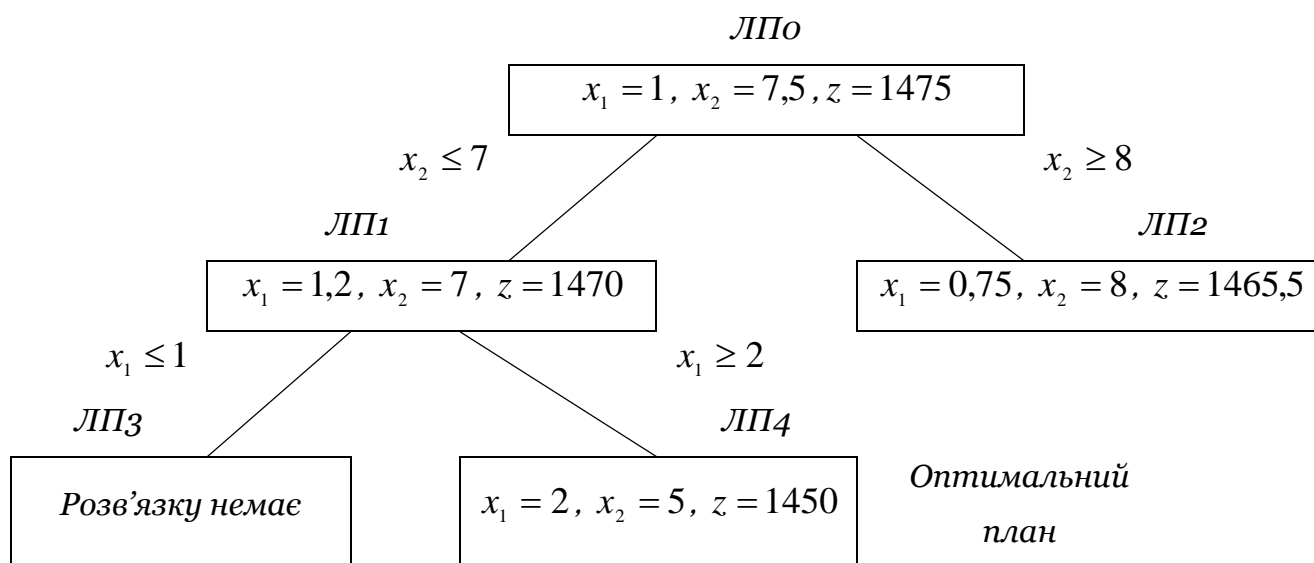 ЛП0
x₁ = 1, x₂ = 7,5, z = 1475
x₂ ≤ 7
x₂ ≥ 8
ЛП1
ЛП2
x₁ = 1,2, x₂ = 7, z = 1470
x₁ = 0,75, x₂ = 8, z = 1465,5
x₁ ≤ 1
x₁ ≥ 2
ЛП3
ЛП4
Розв’язку немає
x₁ = 2, x₂ = 5, z = 1450
Оптимальний
план